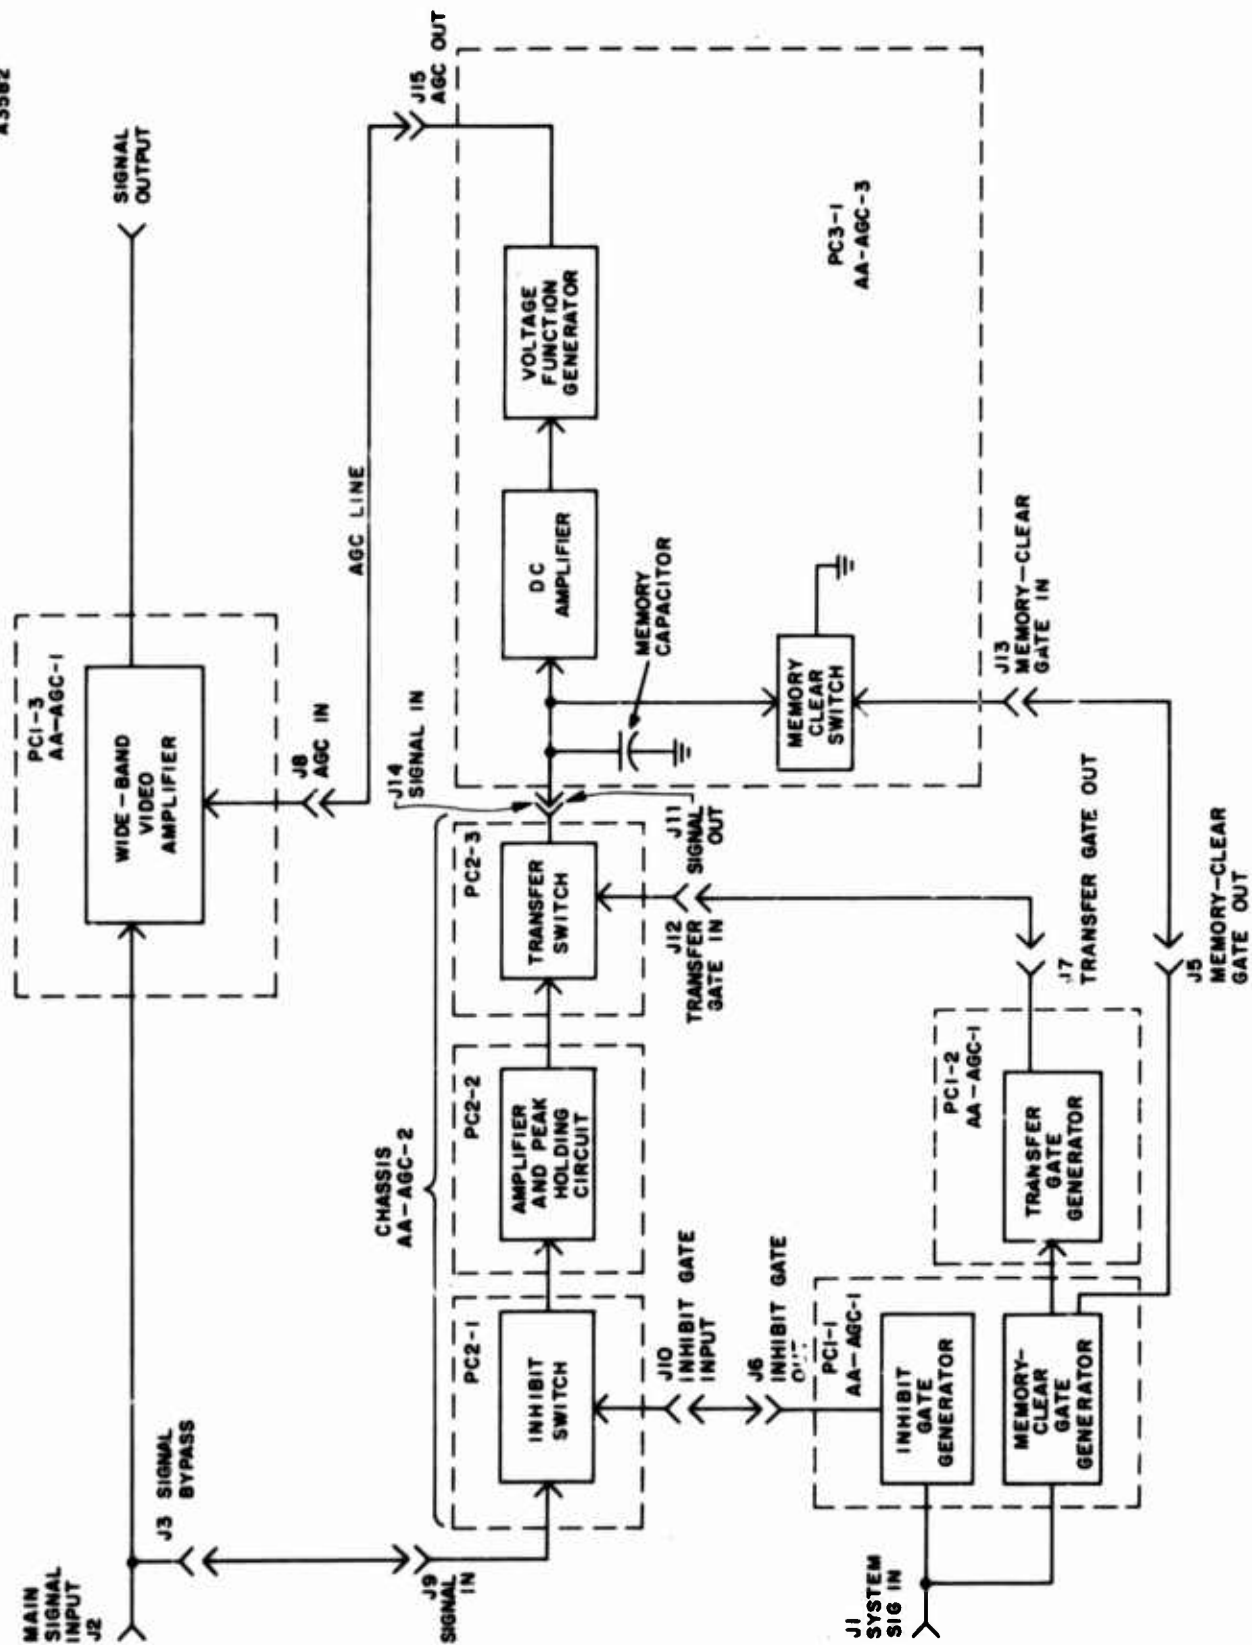 A3562
MAIN
SIGNAL
INPUT
J2
J3 SIGNAL
BYPASS
PC1-3
AA-AGC-1
WIDE-BAND
VIDEO
AMPLIFIER
SIGNAL
OUTPUT
J8
AGC IN
AGC LINE
J15
AGC OUT
CHASSIS
AA-AGC-2
J9
SIGNAL
IN
PC2-1
INHIBIT
SWITCH
PC2-2
AMPLIFIER
AND PEAK
HOLDING
CIRCUIT
PC2-3
TRANSFER
SWITCH
J14
SIGNAL IN
J11
SIGNAL
OUT
J12
TRANSFER
GATE IN
DC
AMPLIFIER
VOLTAGE
FUNCTION
GENERATOR
MEMORY
CAPACITOR
MEMORY
CLEAR
SWITCH
PC3-1
AA-AGC-3
J13
MEMORY-CLEAR
GATE IN
J10
INHIBIT GATE
INPUT
J6
INHIBIT GATE
J1
SYSTEM
SIG IN
PC1-1
AA-AGC-1
INHIBIT
GATE
GENERATOR
MEMORY-
CLEAR
GATE
GENERATOR
PC1-2
AA-AGC-1
TRANSFER
GATE
GENERATOR
J7
TRANSFER GATE OUT
J5
MEMORY-CLEAR
GATE OUT